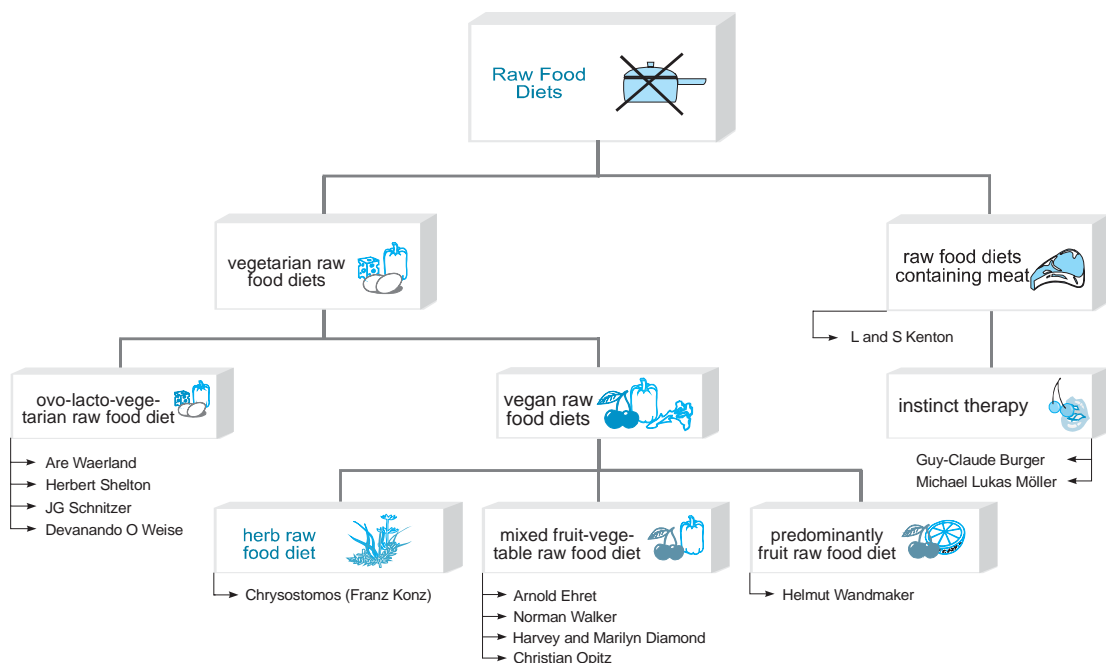 Raw Food
Diets
vegetarian raw
food diets
raw food diets
containing meat
L and S Kenton
ovo-lacto-vege-
tarian raw food diet
vegan raw
food diets
instinct therapy
Are Waerland
Herbert Shelton
JG Schnitzer
Devanando O Weise
Guy-Claude Burger
Michael Lukas Möller
herb raw
food diet
mixed fruit-vege-
table raw food diet
predominantly
fruit raw food diet
Chrysostomos (Franz Konz)
Arnold Ehret
Norman Walker
Harvey and Marilyn Diamond
Christian Opitz
Helmut Wandmaker